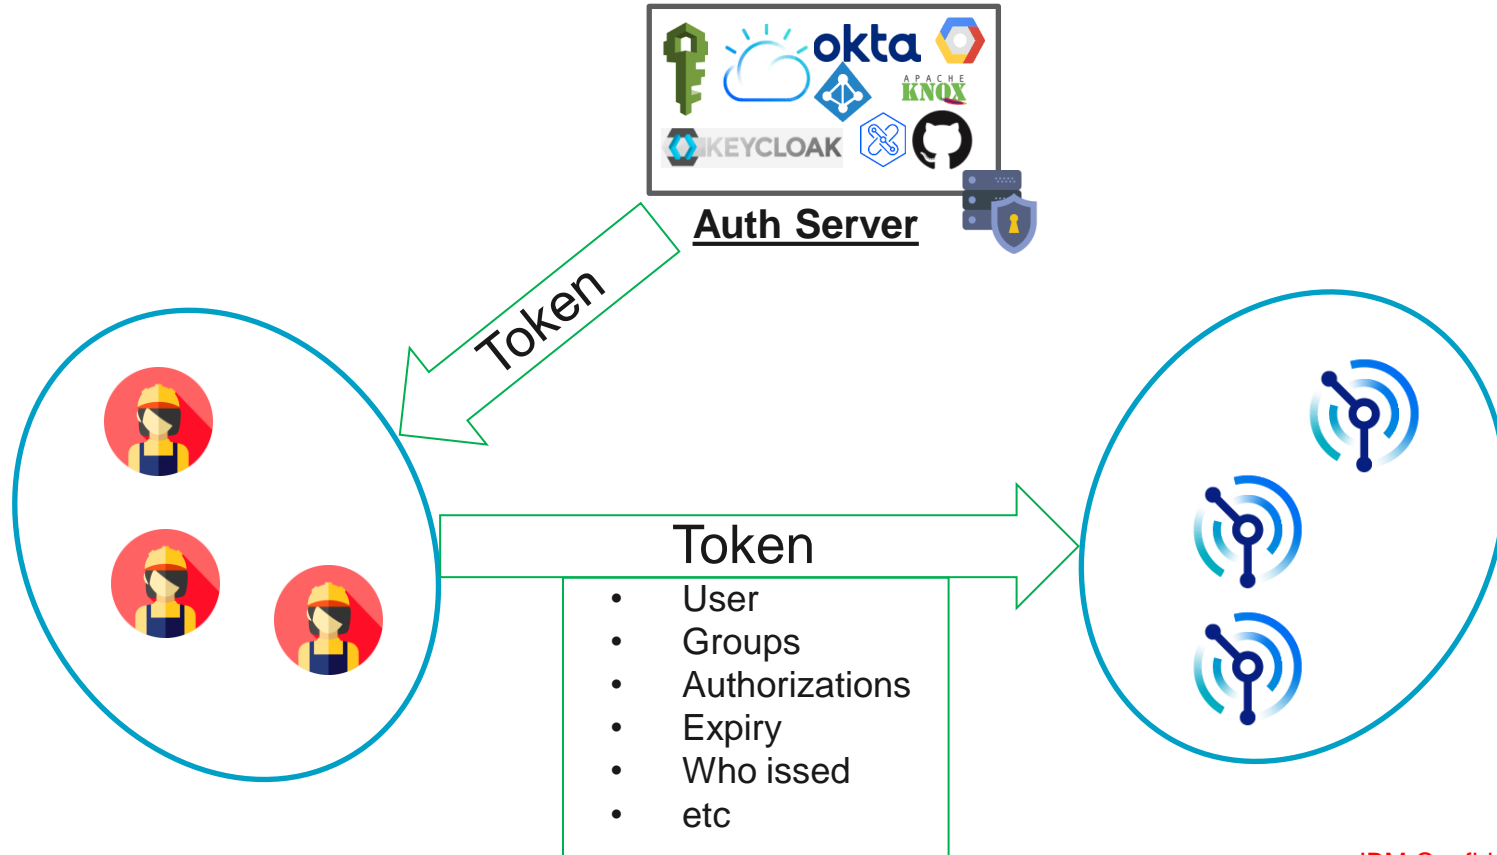 okta
APACHE
KNOX
KEYCLOAK
Auth Server
Token
Token
• User
• Groups
• Authorizations
• Expiry
• Who issed
• etc